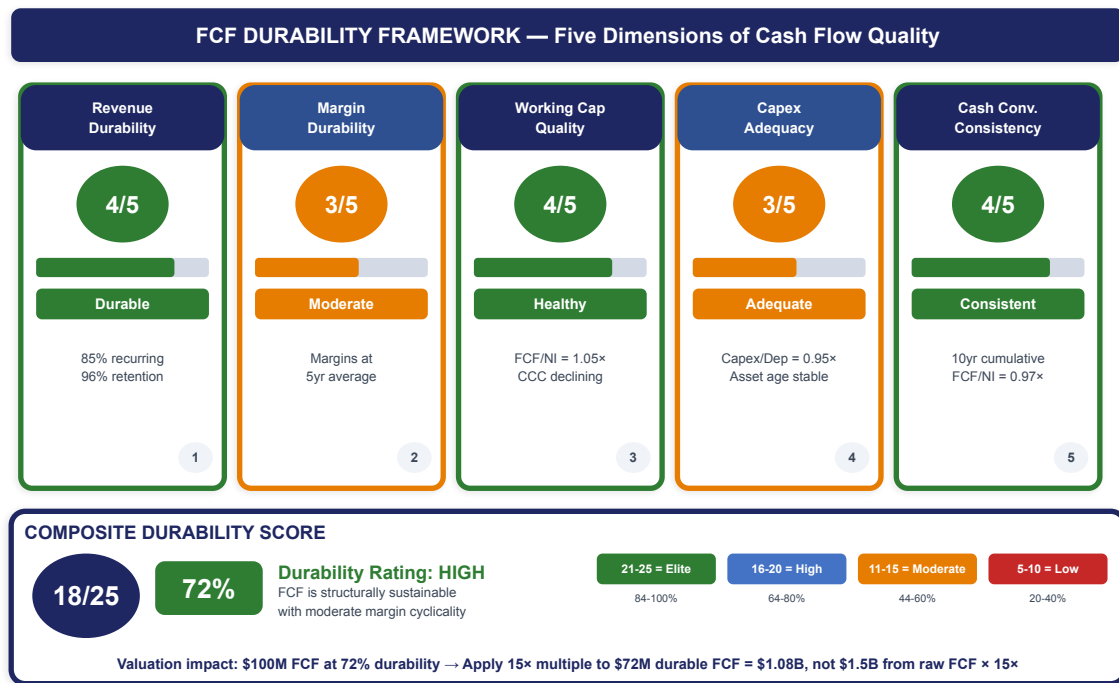 FCF DURABILITY FRAMEWORK — Five Dimensions of Cash Flow Quality
Revenue
Durability
4/5
Durable
85% recurring
96% retention
1
Margin
Durability
3/5
Moderate
Margins at
5yr average
2
Working Cap
Quality
4/5
Healthy
FCF/NI = 1.05×
CCC declining
3
Capex
Adequacy
3/5
Adequate
Capex/Dep = 0.95×
Asset age stable
4
Cash Conv.
Consistency
4/5
Consistent
10yr cumulative
FCF/NI = 0.97×
5
COMPOSITE DURABILITY SCORE
18/25
72%
Durability Rating: HIGH
FCF is structurally sustainable
with moderate margin cyclicality
21-25 = Elite
84-100%
16-20 = High
64-80%
11-15 = Moderate
44-60%
5-10 = Low
20-40%
Valuation impact: $100M FCF at 72% durability → Apply 15× multiple to $72M durable FCF = $1.08B, not $1.5B from raw FCF × 15×